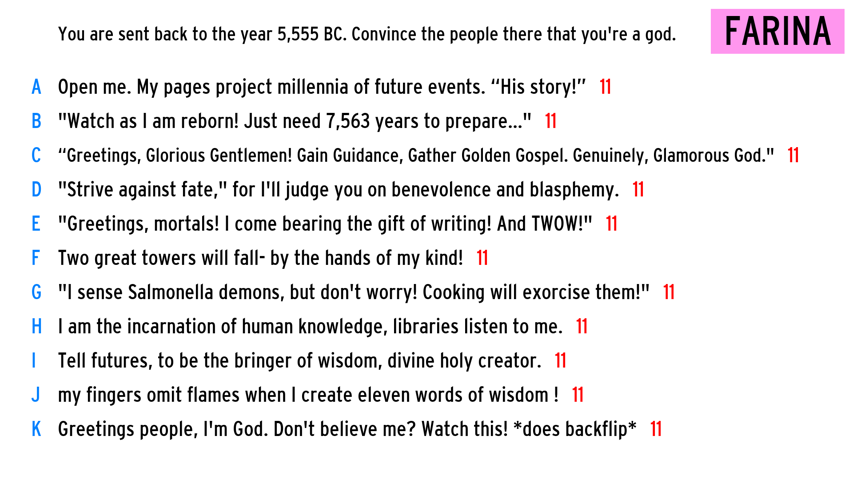 You are sent back to the year 5,555 BC. Convince the people there that you're a god.
FARINA
A Open me. My pages project millennia of future events. “His story!” 11
B "Watch as I am reborn! Just need 7,563 years to prepare..." 11
C “Greetings, Glorious Gentlemen! Gain Guidance, Gather Golden Gospel. Genuinely, Glamorous God." 11
D "Strive against fate," for I'll judge you on benevolence and blasphemy. 11
E "Greetings, mortals! I come bearing the gift of writing! And TWOW!" 11
F Two great towers will fall- by the hands of my kind! 11
G "I sense Salmonella demons, but don't worry! Cooking will exorcise them!" 11
H I am the incarnation of human knowledge, libraries listen to me. 11
I Tell futures, to be the bringer of wisdom, divine holy creator. 11
J my fingers omit flames when I create eleven words of wisdom ! 11
K Greetings people, I'm God. Don't believe me? Watch this! *does backflip* 11